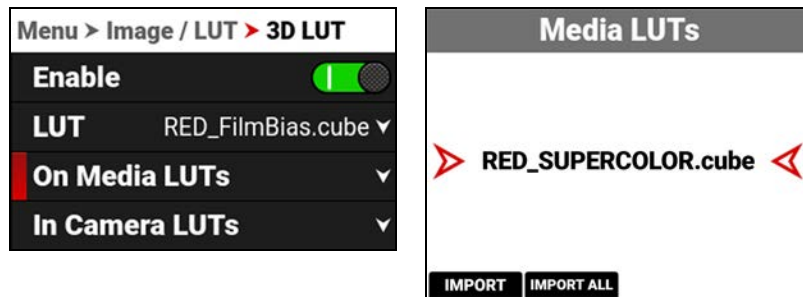 Menu > Image / LUT > 3D LUT
Enable
LUT RED_FilmBias.cube
On Media LUTs
In Camera LUTs
Media LUTs
RED_SUPERCOLOR.cube
IMPORT IMPORT ALL